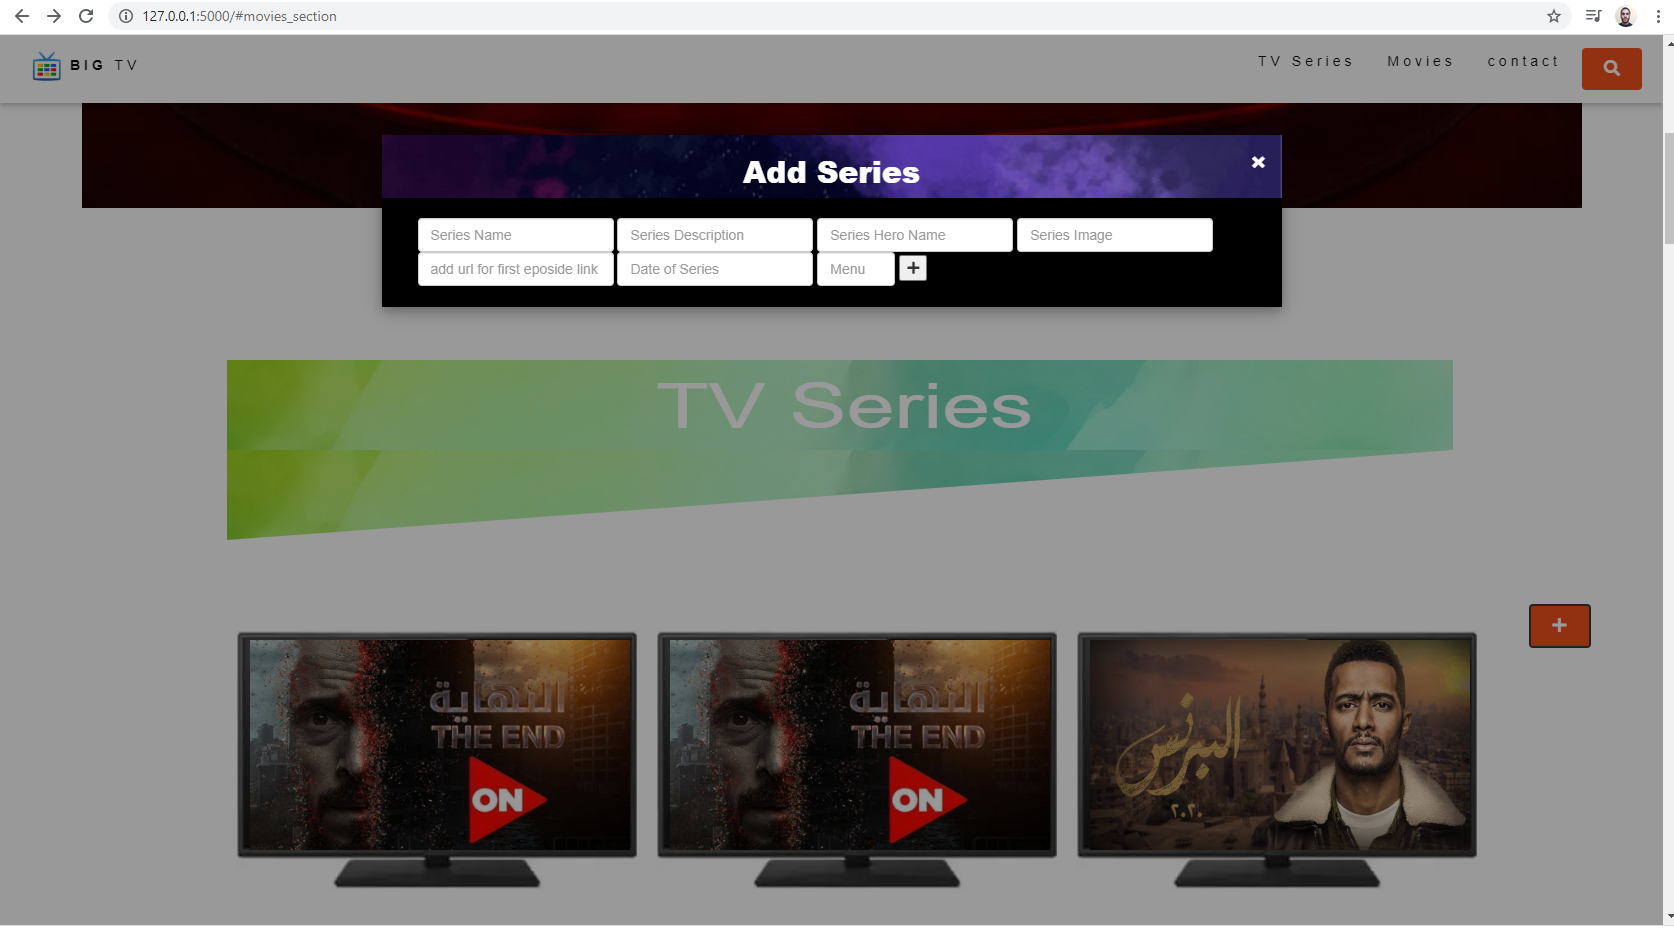 127.0.0.1:5000/#movies_section
BIG TV
TV Series Movies contact
Add Series
Series Name Series Description Series Hero Name Series Image
add url for first eposide link Date of Series Menu
TV Series
النهاية
THE END
ON
النهاية
THE END
ON
البرنس
٢٠٢٠